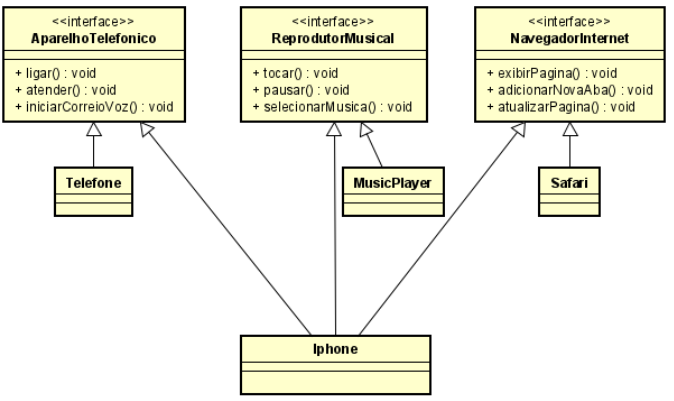 <<interface>>
AparelhoTelefonico
+ ligar() : void
+ atender() : void
+ iniciarCorreioVoz() : void
<<interface>>
ReprodutorMusical
+ tocar() : void
+ pausar() : void
+ selecionarMusica() : void
<<interface>>
NavegadorInternet
+ exibirPagina() : void
+ adicionarNovaAba() : void
+ atualizarPagina() : void
Telefone
MusicPlayer
Safari
Iphone